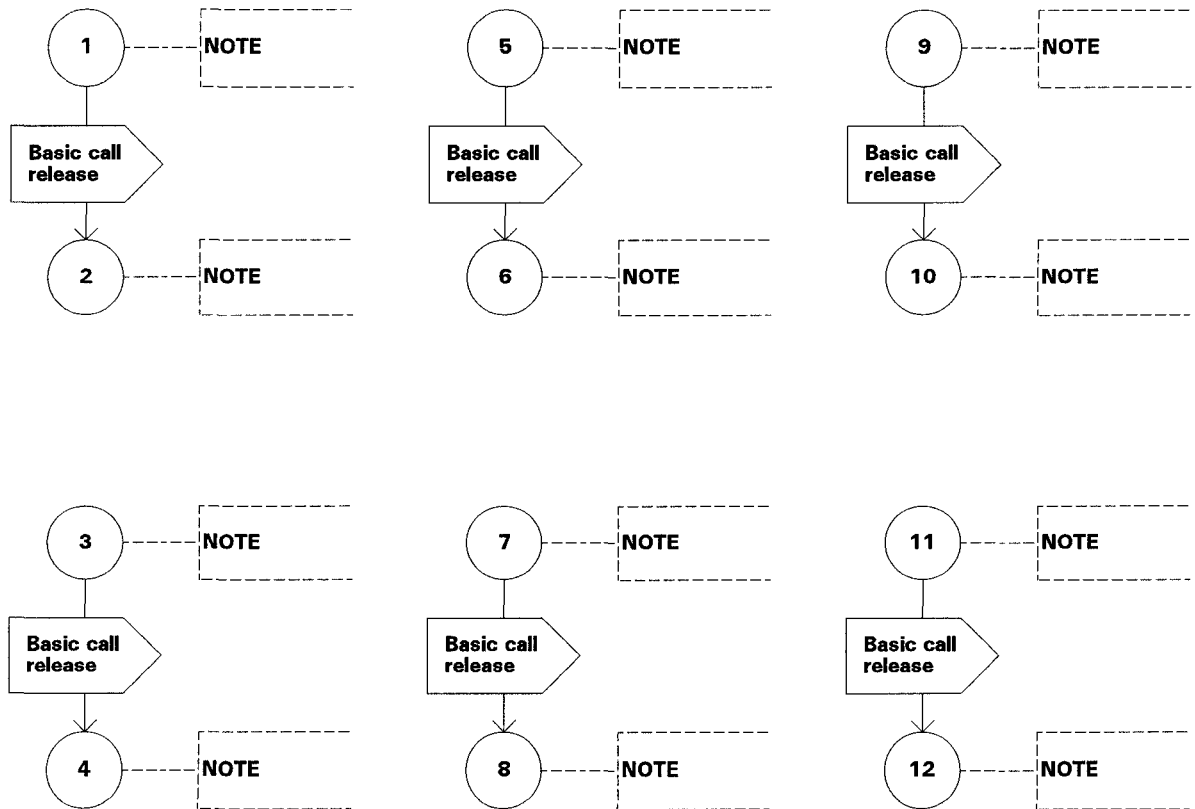 1 NOTE
Basic call
release
2 NOTE
5 NOTE
Basic call
release
6 NOTE
9 NOTE
Basic call
release
10 NOTE
3 NOTE
Basic call
release
4 NOTE
7 NOTE
Basic call
release
8 NOTE
11 NOTE
Basic call
release
12 NOTE